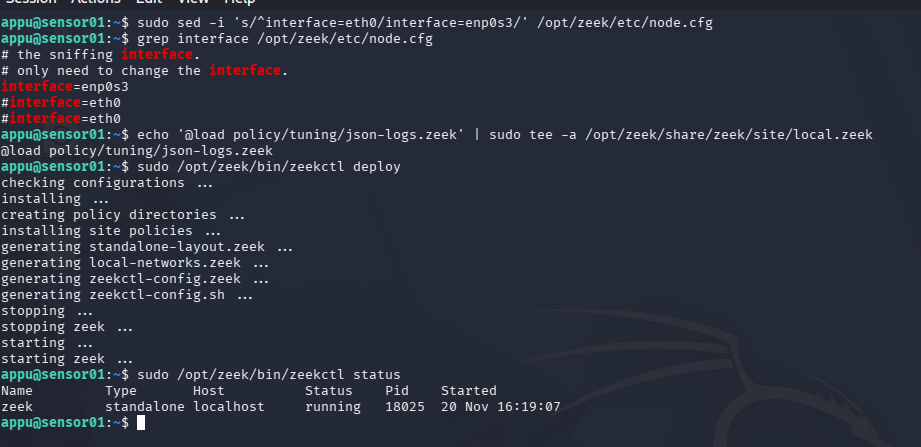 Session Actions Edit View Help
appu@sensor01:~$ sudo sed -i 's/^interface=eth0/interface=enp0s3/' /opt/zeek/etc/node.cfg
appu@sensor01:~$ grep interface /opt/zeek/etc/node.cfg
# the sniffing interface.
# only need to change the interface.
interface=enp0s3
#interface=eth0
#interface=eth0
appu@sensor01:~$ echo '@load policy/tuning/json-logs.zeek' | sudo tee -a /opt/zeek/share/zeek/site/local.zeek
@load policy/tuning/json-logs.zeek
appu@sensor01:~$ sudo /opt/zeek/bin/zeekctl deploy
checking configurations ...
installing ...
creating policy directories ...
installing site policies ...
generating standalone-layout.zeek ...
generating local-networks.zeek ...
generating zeekctl-config.zeek ...
generating zeekctl-config.sh ...
stopping ...
stopping zeek ...
starting ...
starting zeek ...
appu@sensor01:~$ sudo /opt/zeek/bin/zeekctl status
Name Type Host Status Pid Started
zeek standalone localhost running 18025 20 Nov 16:19:07
appu@sensor01:~$